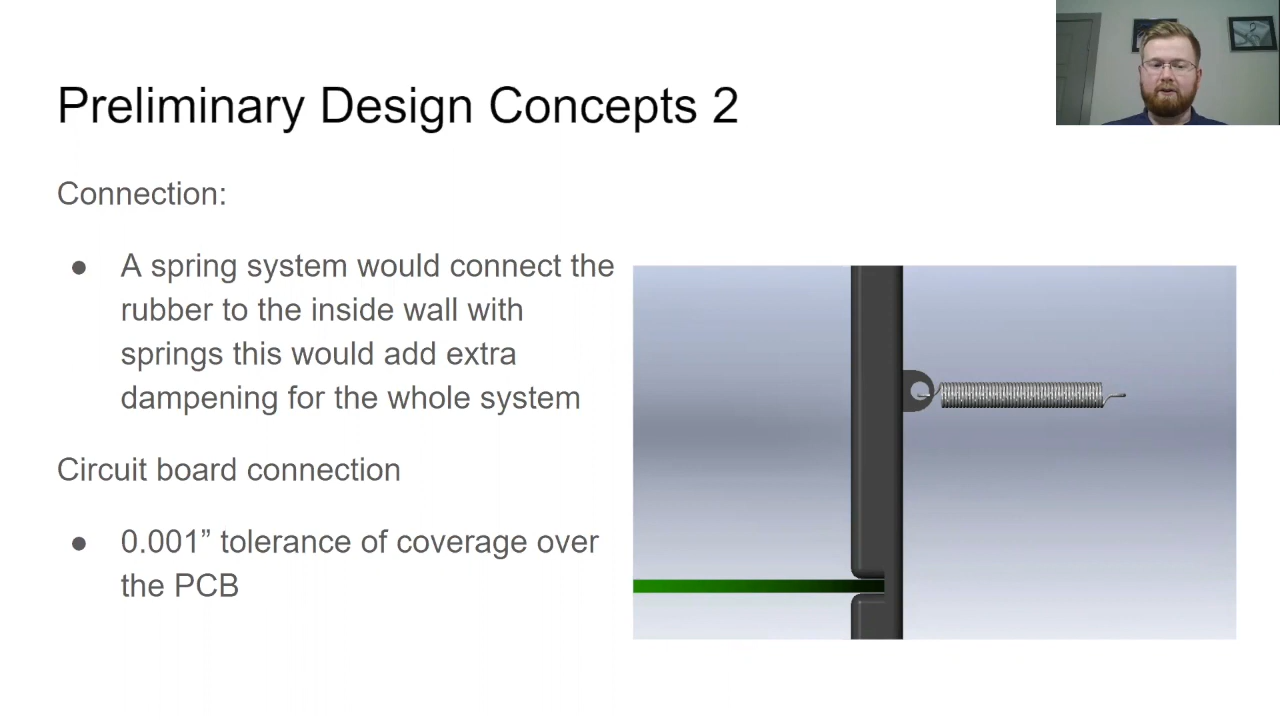 Preliminary Design Concepts 2
Connection:
● A spring system would connect the
rubber to the inside wall with
springs this would add extra
dampening for the whole system
Circuit board connection
● 0.001” tolerance of coverage over
the PCB